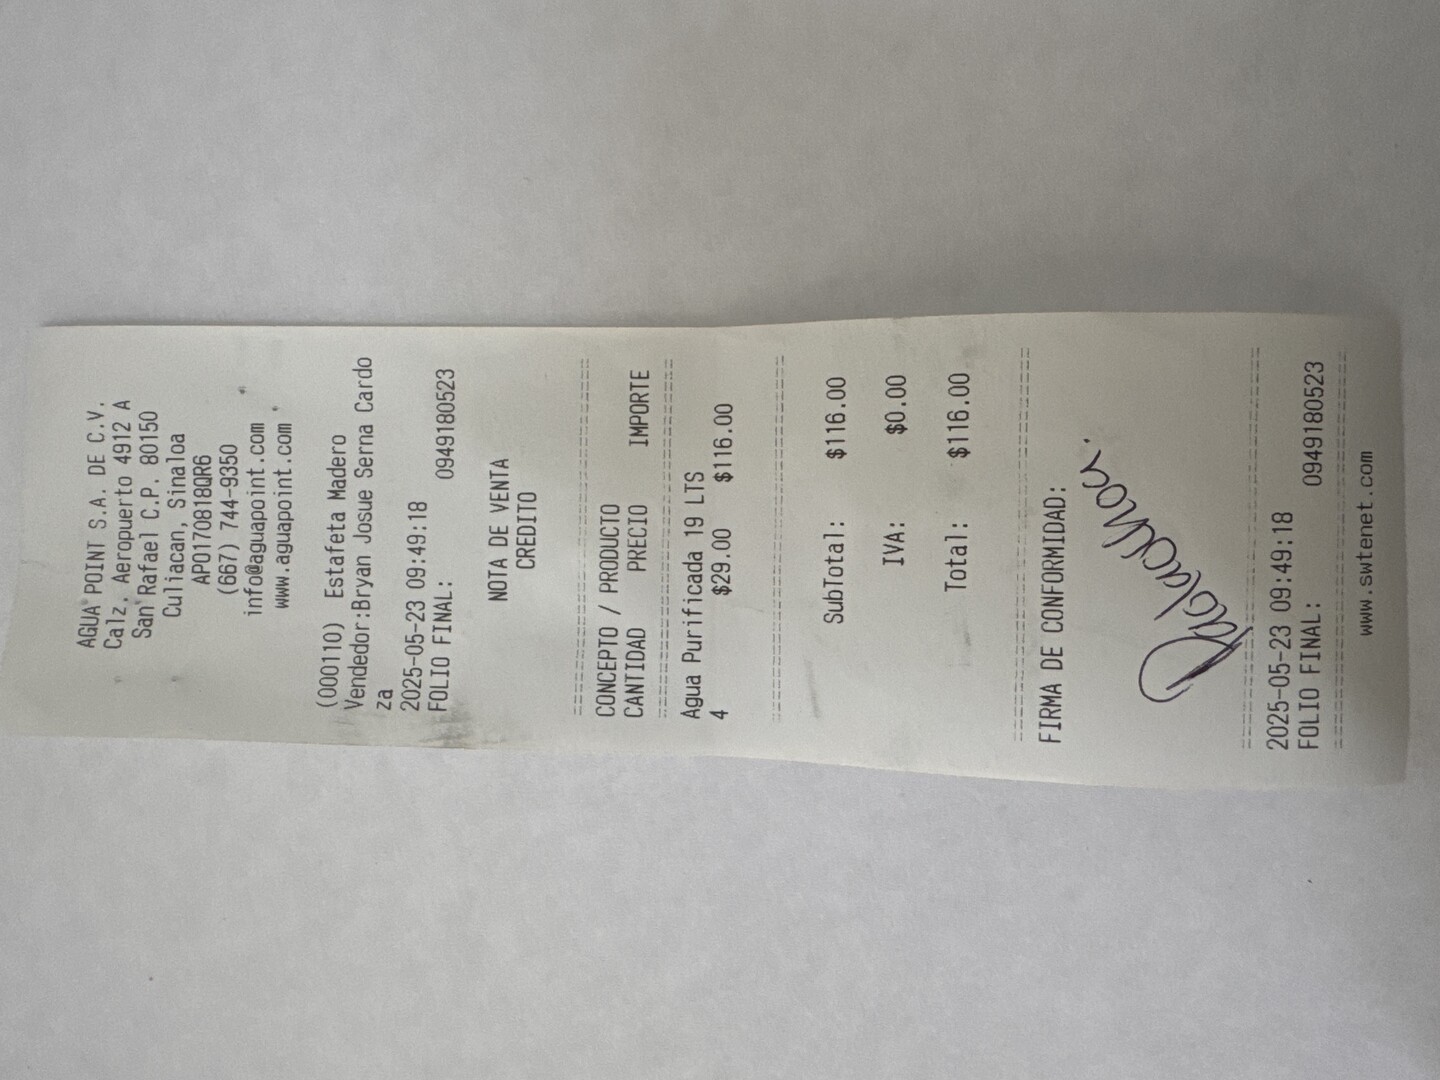 AGUA POINT S.A. DE C.V.
Calz. Aeropuerto 4912 A
San Rafael C.P. 80150
Culiacan, Sinaloa
APO170818QR6
(667) 744-9350
info@aguapoint.com
www.aguapoint.com
(000110) Estafeta Madero
Vendedor:Bryan Josue Serna Cardo
za
2025-05-23 09:49:18
FOLIO FINAL: 0949180523
NOTA DE VENTA
CREDITO
================================
CONCEPTO / PRODUCTO
CANTIDAD PRECIO IMPORTE
================================
Agua Purificada 19 LTS
4 $29.00 $116.00
================================
SubTotal: $116.00
IVA: $0.00
Total: $116.00
================================
FIRMA DE CONFORMIDAD:
================================
2025-05-23 09:49:18
FOLIO FINAL: 0949180523
================================
www.swtenet.com